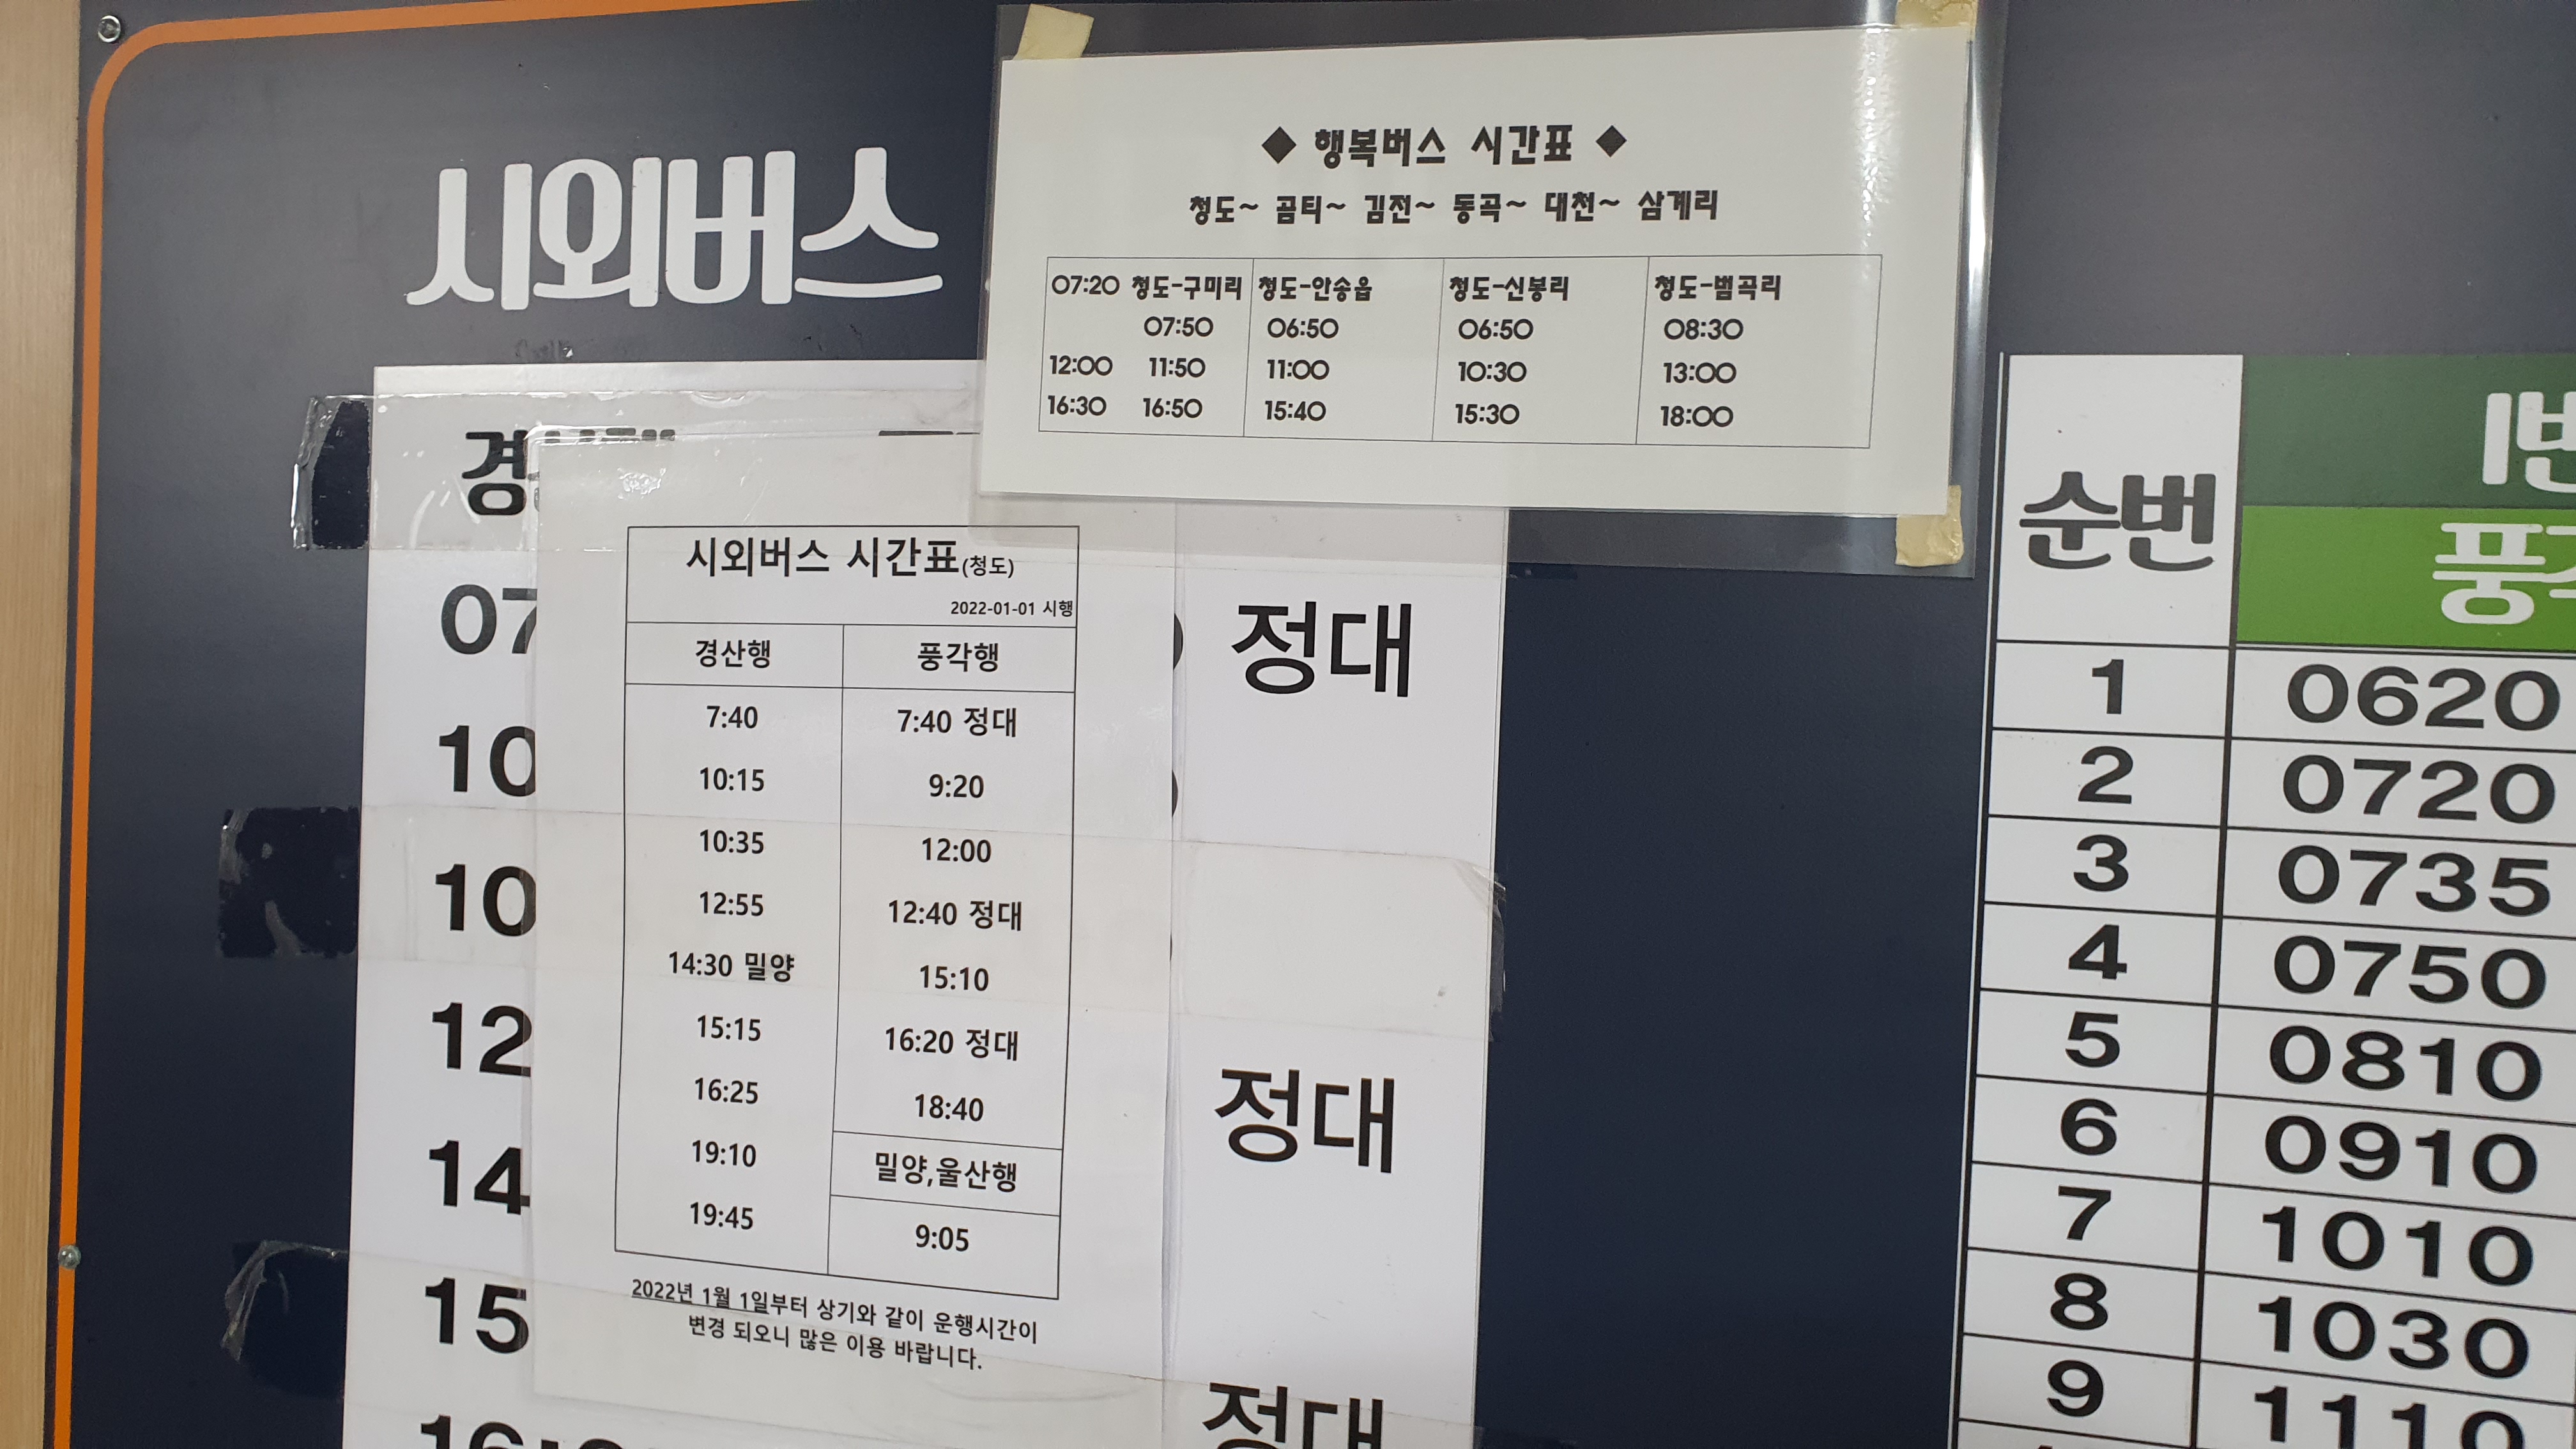 시외버스
◆ 행복버스 시간표 ◆
청도~ 곰티~ 김전~ 동곡~ 대천~ 삼계리
07:20 청도-구미리 청도-안송읍 청도-신봉리 청도-범곡리
07:50 06:50 06:50 08:30
12:00 11:50 11:00 10:30 13:00
16:30 16:50 15:40 15:30 18:00
07
10
10
12
14
15
정대
정대
정대
시외버스 시간표(청도)
2022-01-01 시행
경산행 풍각행
7:40 7:40 정대
10:15 9:20
10:35 12:00
12:55 12:40 정대
14:30 밀양 15:10
15:15 16:20 정대
16:25 18:40
19:10 밀양,울산행
19:45 9:05
2022년 1월 1일부터 상기와 같이 운행시간이
변경 되오니 많은 이용 바랍니다.
순번
1 0620
2 0720
3 0735
4 0750
5 0810
6 0910
7 1010
8 1030
9 1110